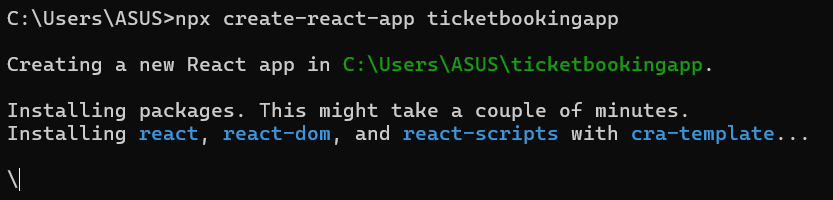 C:\Users\ASUS>npx create-react-app ticketbookingapp
Creating a new React app in C:\Users\ASUS\ticketbookingapp.
Installing packages. This might take a couple of minutes.
Installing react, react-dom, and react-scripts with cra-template...
\